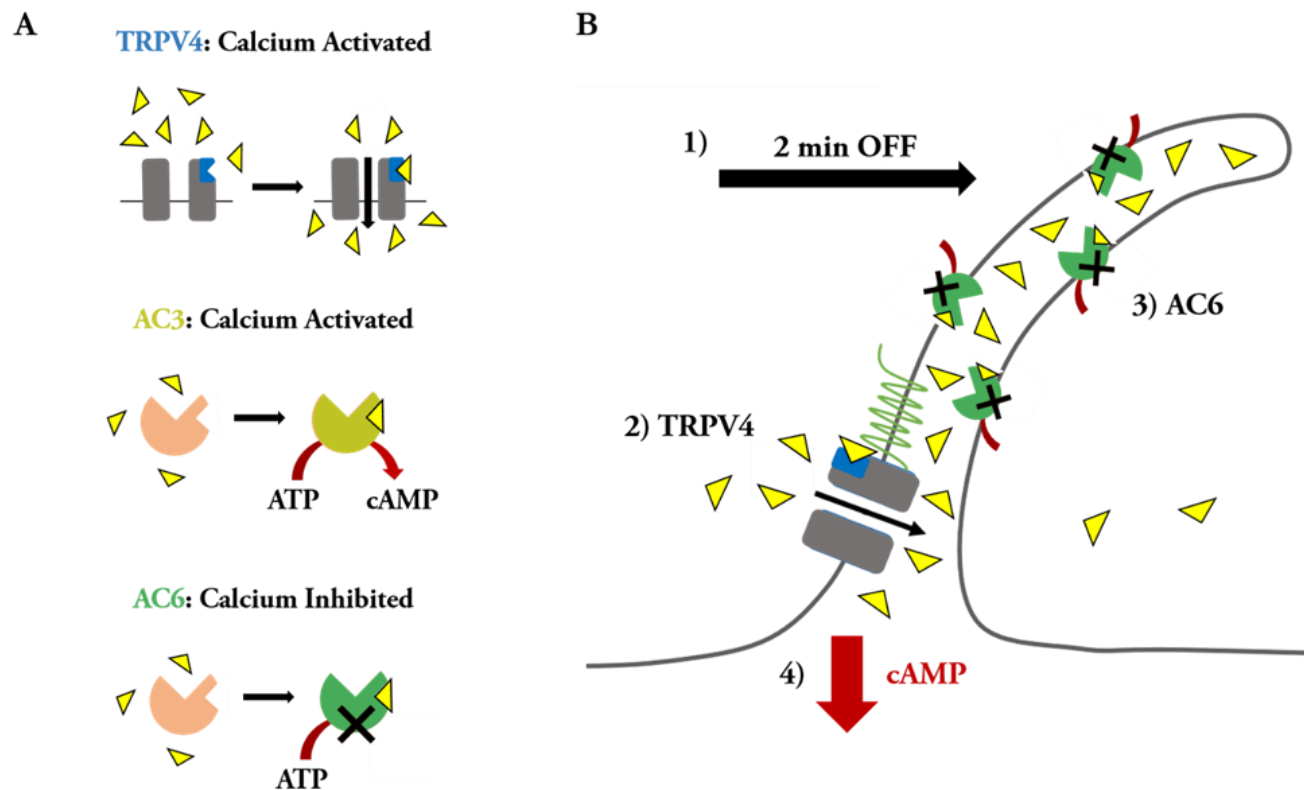 A
TRPV4: Calcium Activated
AC3: Calcium Activated
ATP
cAMP
AC6: Calcium Inhibited
ATP
B
1)
2 min OFF
3) AC6
2) TRPV4
4)
cAMP